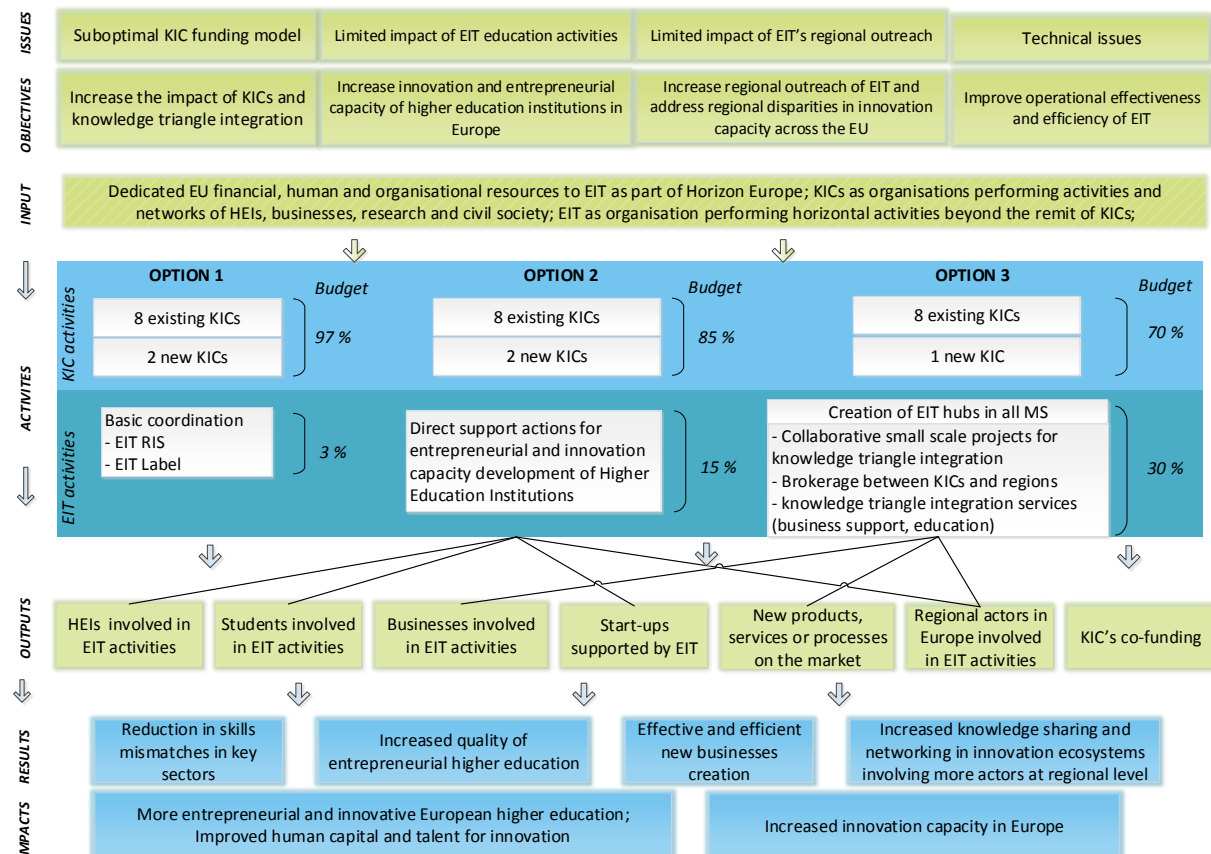 ISSUES
Suboptimal KIC funding model
Limited impact of EIT education activities
Limited impact of EIT's regional outreach
Technical issues
OBJECTIVES
Increase the impact of KICs and
knowledge triangle integration
Increase innovation and entrepreneurial
capacity of higher education institutions in
Europe
Increase regional outreach of EIT and
address regional disparities in innovation
capacity across the EU
Improve operational effectiveness
and efficiency of EIT
INPUT
Dedicated EU financial, human and organisational resources to EIT as part of Horizon Europe; KICs as organisations performing activities and
networks of HEIs, businesses, research and civil society; EIT as organisation performing horizontal activities beyond the remit of KICs;
ACTIVITES
KIC activities
OPTION 1
Budget
8 existing KICs
2 new KICs
97 %
OPTION 2
Budget
8 existing KICs
2 new KICs
85 %
OPTION 3
Budget
8 existing KICs
1 new KIC
70 %
EIT activities
Basic coordination
- EIT RIS
- EIT Label
3 %
Direct support actions for
entrepreneurial and innovation
capacity development of Higher
Education Institutions
15 %
Creation of EIT hubs in all MS
- Collaborative small scale projects for
knowledge triangle integration
- Brokerage between KICs and regions
- knowledge triangle integration services
(business support, education)
30 %
OUTPUTS
HEIs involved in
EIT activities
Students involved
in EIT activities
Businesses involved
in EIT activities
Start-ups
supported by EIT
New products,
services or processes
on the market
Regional actors in
Europe involved
in EIT activities
KIC's co-funding
RESULTS
Reduction in skills
mismatches in key
sectors
Increased quality of
entrepreneurial higher education
Effective and efficient
new businesses
creation
Increased knowledge sharing and
networking in innovation ecosystems
involving more actors at regional level
MPACTS
More entrepreneurial and innovative European higher education;
Improved human capital and talent for innovation
Increased innovation capacity in Europe